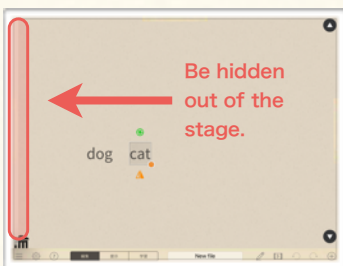 Be hidden
out of the
stage.
dog cat
.m
New file